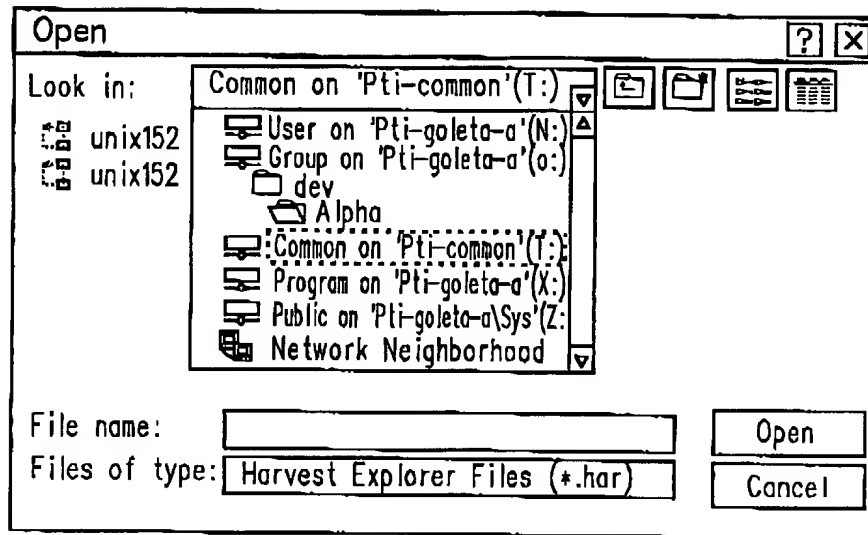 Open
? X
Look in:
Common on 'Pti-common'(T:)
unix152
unix152
User on 'Pti-goleta-a'(N:)
Group on 'Pti-goleta-a'(o:)
dev
Alpha
Common on 'Pti-common'(T:)
Program on 'Pti-goleta-a'(X:)
Public on 'Pti-goleta-a\Sys'(Z:
Network Neighborhood
File name:
Open
Files of type:
Harvest Explorer Files (*.har)
Cancel